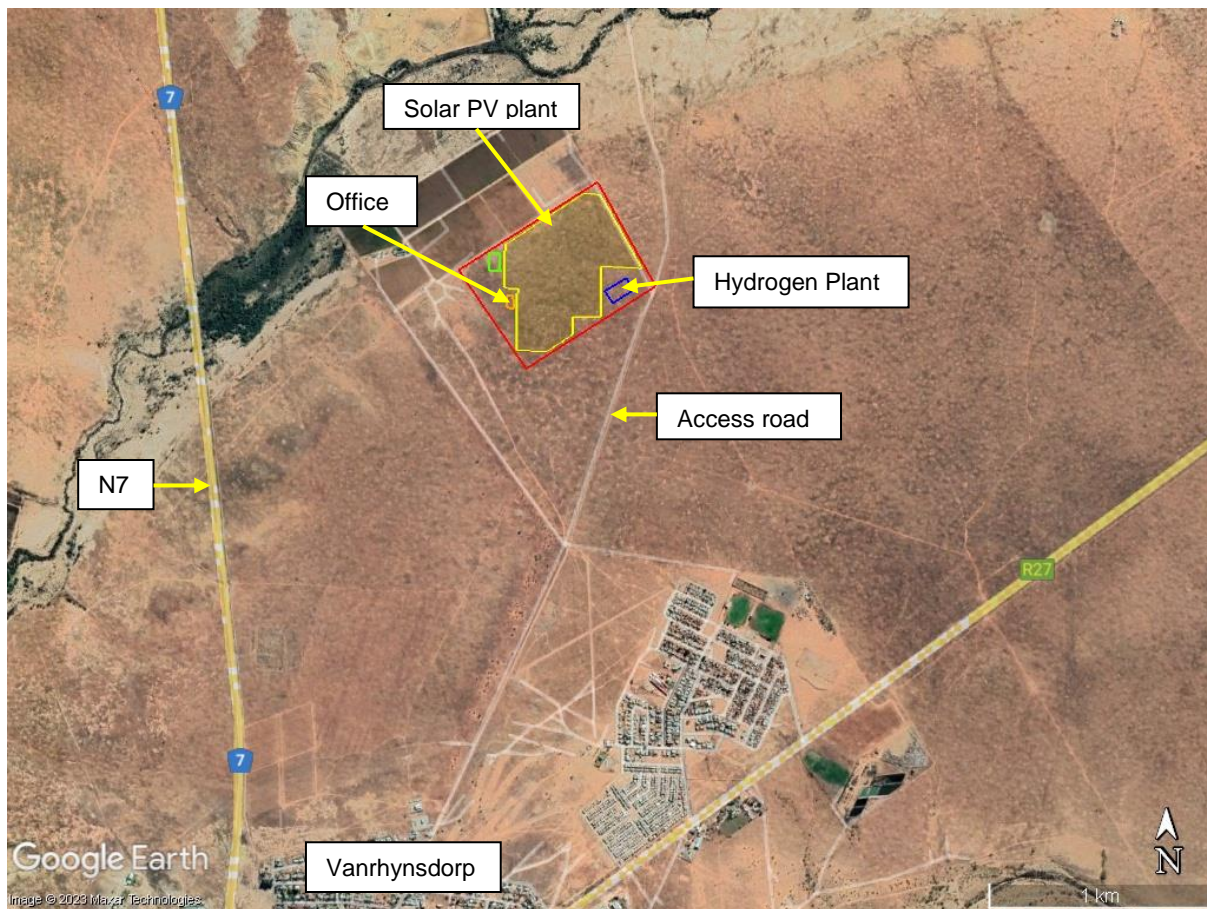 7
Solar PV plant
Office
Hydrogen Plant
Access road
N7
R27
7
Vanrhynsdorp
Google Earth
N
Image © 2023 Maxar Technologies
1 km